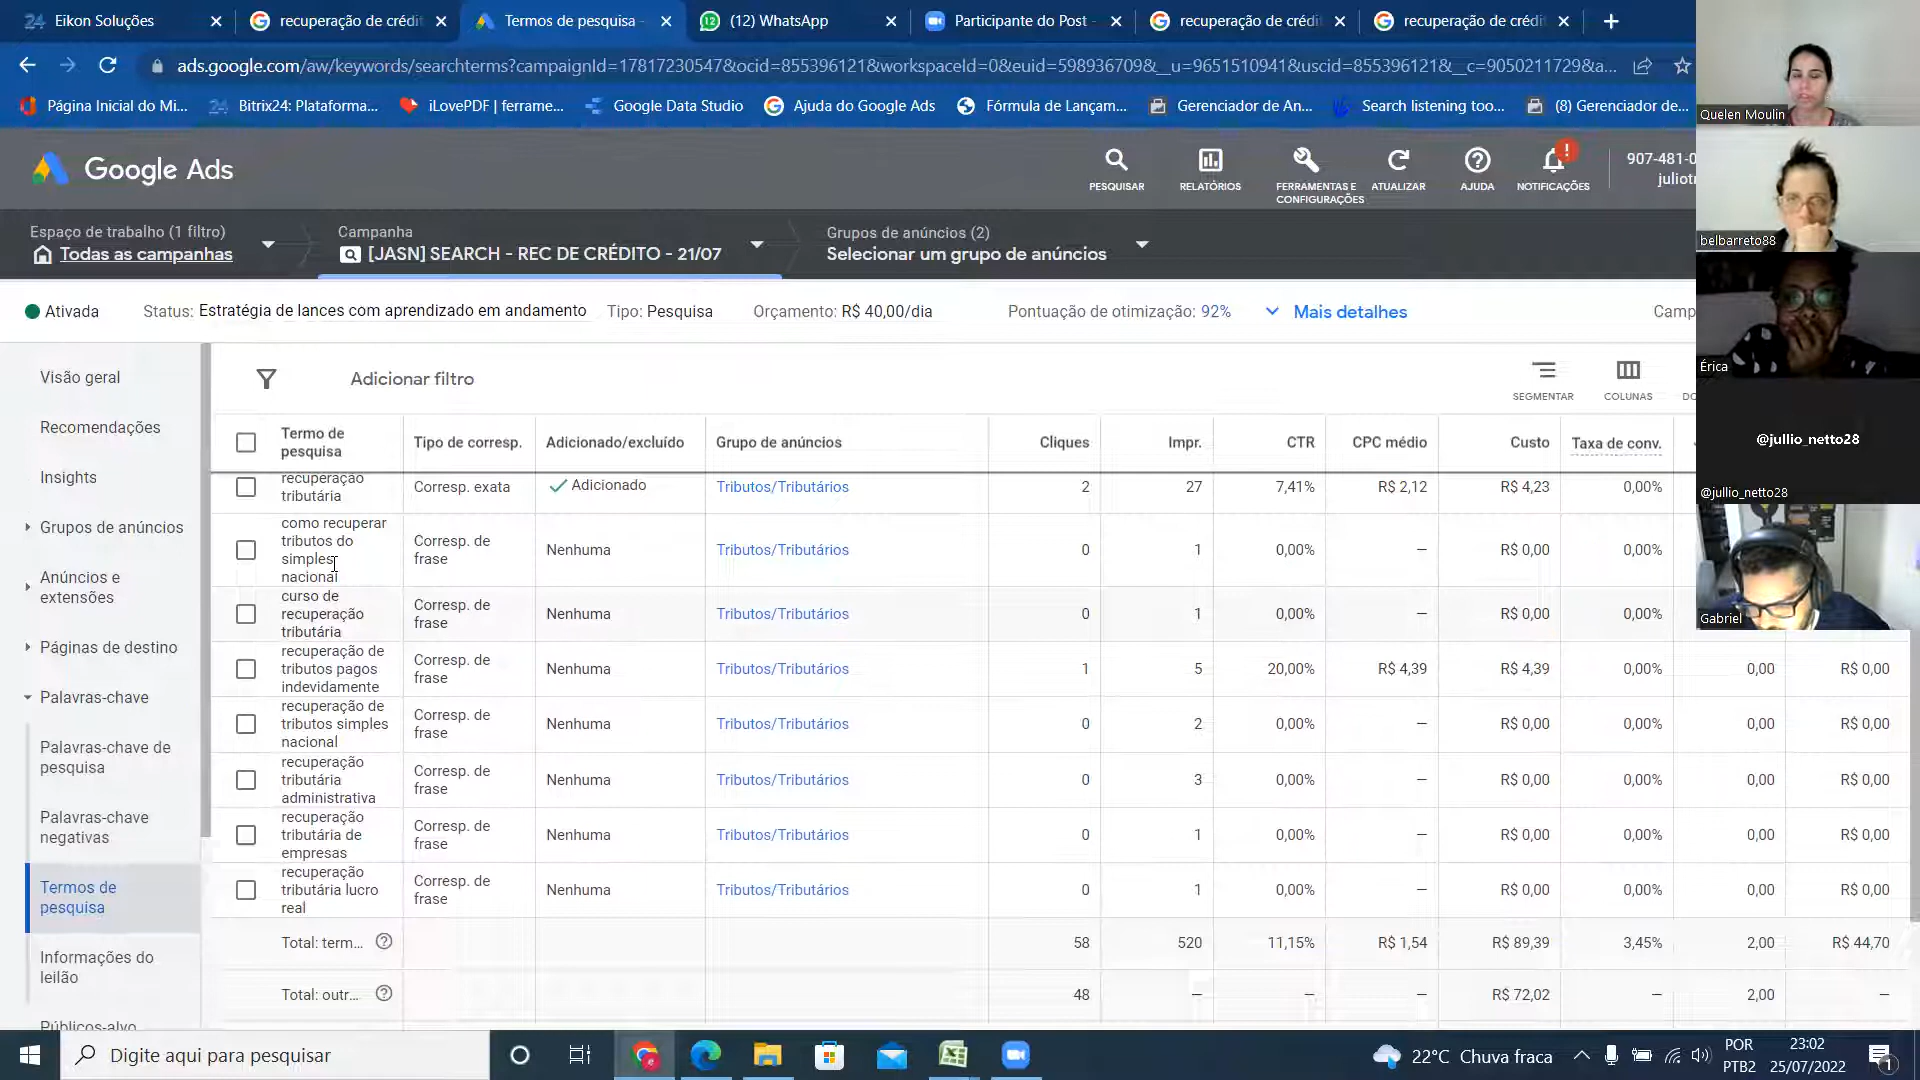 24 Eikon Soluções
recuperação de crédit
Termos de pesquisa -
(12) WhatsApp
Participante do Post -
recuperação de crédit
recuperação de crédit
ads.google.com/aw/keywords/searchterms?campaignId=17817230547&ocid=855396121&workspaceId=0&euid=598936709&__u=9651510941&uscid=855396121&__c=9050211729&a...
Página Inicial do Mi...
24 Bitrix24: Plataforma...
iLovePDF | ferrame...
Google Data Studio
Ajuda do Google Ads
Fórmula de Lançam...
Gerenciador de An...
Search listening too...
(8) Gerenciador de...
Google Ads
PESQUISAR
RELATÓRIOS
FERRAMENTAS E
CONFIGURAÇÕES
ATUALIZAR
AJUDA
NOTIFICAÇÕES
907-481-0
juliotr
Espaço de trabalho (1 filtro)
Todas as campanhas
Campanha
[JASN] SEARCH - REC DE CRÉDITO - 21/07
Grupos de anúncios (2)
Selecionar um grupo de anúncios
Ativada
Status: Estratégia de lances com aprendizado em andamento
Tipo: Pesquisa
Orçamento: R$ 40,00/dia
Pontuação de otimização: 92%
Mais detalhes
Camp
Visão geral
Recomendações
Insights
Grupos de anúncios
Anúncios e
extensões
Páginas de destino
Palavras-chave
Palavras-chave de
pesquisa
Palavras-chave
negativas
Termos de
pesquisa
Informações do
leilão
Públicos-alvo
Adicionar filtro
SEGMENTAR
COLUNAS
DO
Termo de
pesquisa
Tipo de corresp.
Adicionado/excluído
Grupo de anúncios
Cliques
Impr.
CTR
CPC médio
Custo
Taxa de conv.
recuperação
tributária
Corresp. exata
Adicionado
Tributos/Tributários
2
27
7,41%
R$ 2,12
R$ 4,23
0,00%
como recuperar
tributos do
simples
nacional
Corresp. de
frase
Nenhuma
Tributos/Tributários
0
1
0,00%
—
R$ 0,00
0,00%
curso de
recuperação
tributária
Corresp. de
frase
Nenhuma
Tributos/Tributários
0
1
0,00%
—
R$ 0,00
0,00%
recuperação de
tributos pagos
indevidamente
Corresp. de
frase
Nenhuma
Tributos/Tributários
1
5
20,00%
R$ 4,39
R$ 4,39
0,00%
0,00
R$ 0,00
recuperação de
tributos simples
nacional
Corresp. de
frase
Nenhuma
Tributos/Tributários
0
2
0,00%
—
R$ 0,00
0,00%
0,00
R$ 0,00
recuperação
tributária
administrativa
Corresp. de
frase
Nenhuma
Tributos/Tributários
0
3
0,00%
—
R$ 0,00
0,00%
0,00
R$ 0,00
recuperação
tributária de
empresas
Corresp. de
frase
Nenhuma
Tributos/Tributários
0
1
0,00%
—
R$ 0,00
0,00%
0,00
R$ 0,00
recuperação
tributária lucro
real
Corresp. de
frase
Nenhuma
Tributos/Tributários
0
1
0,00%
—
R$ 0,00
0,00%
0,00
R$ 0,00
Total: term...
58
520
11,15%
R$ 1,54
R$ 89,39
3,45%
2,00
R$ 44,70
Total: outr...
48
—
—
—
R$ 72,02
—
2,00
—
Quelen Moulin
belbarreto88
Érica
@jullio_netto28
@jullio_netto28
Gabriel
Digite aqui para pesquisar
22°C Chuva fraca
POR
PTB2
23:02
25/07/2022
1